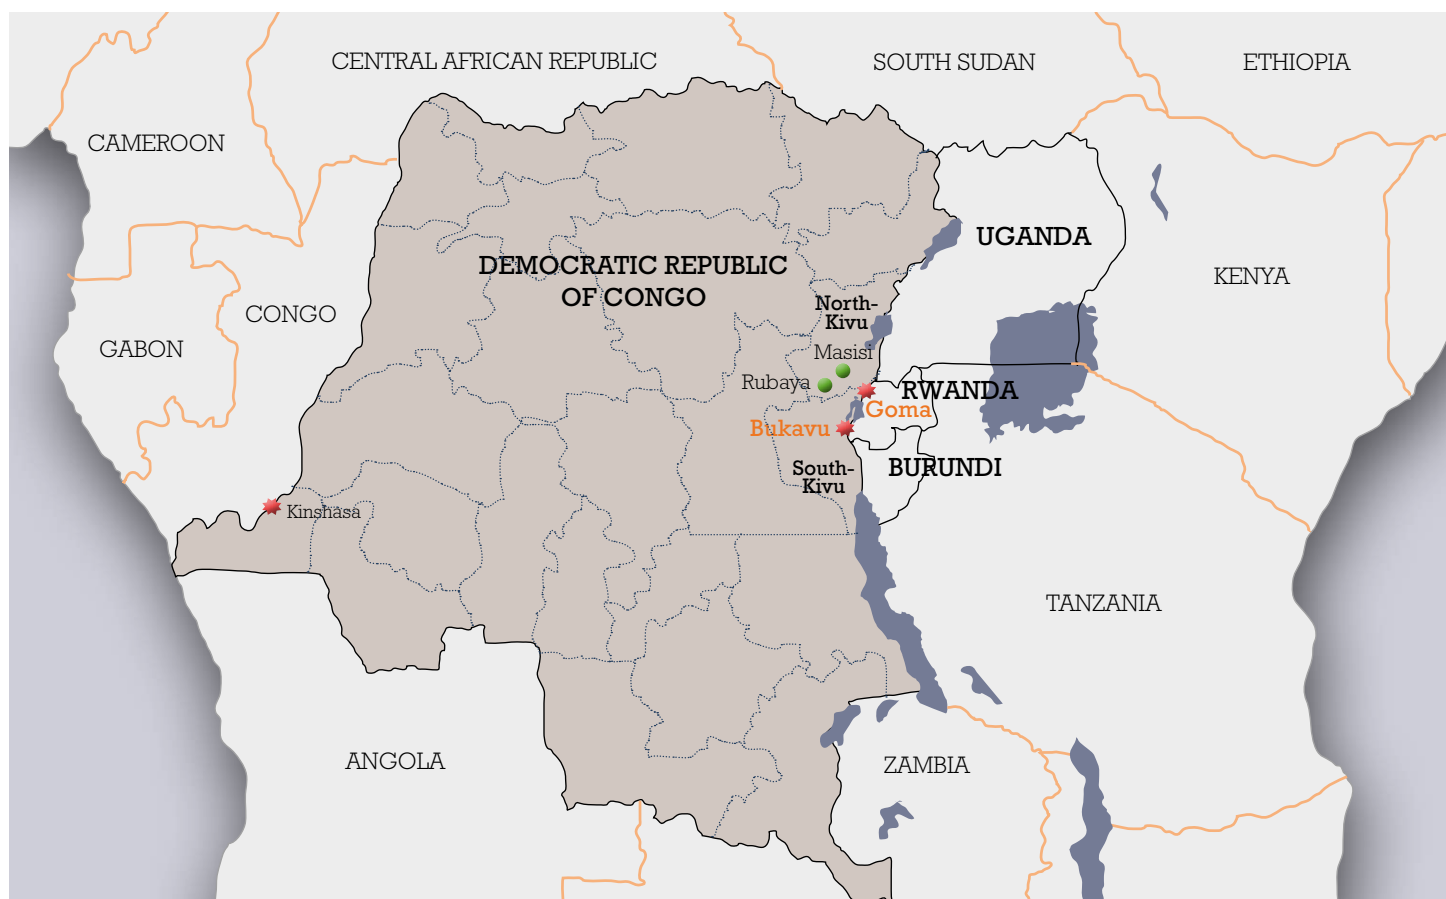 CENTRAL AFRICAN REPUBLIC
SOUTH SUDAN
ETHIOPIA
CAMEROON
UGANDA
DEMOCRATIC REPUBLIC
OF CONGO
KENYA
North-
Kivu
CONGO
GABON
Masisi
Rubaya
RWANDA
Goma
Bukavu
BURUNDI
South-
Kivu
Kinshasa
TANZANIA
ANGOLA
ZAMBIA